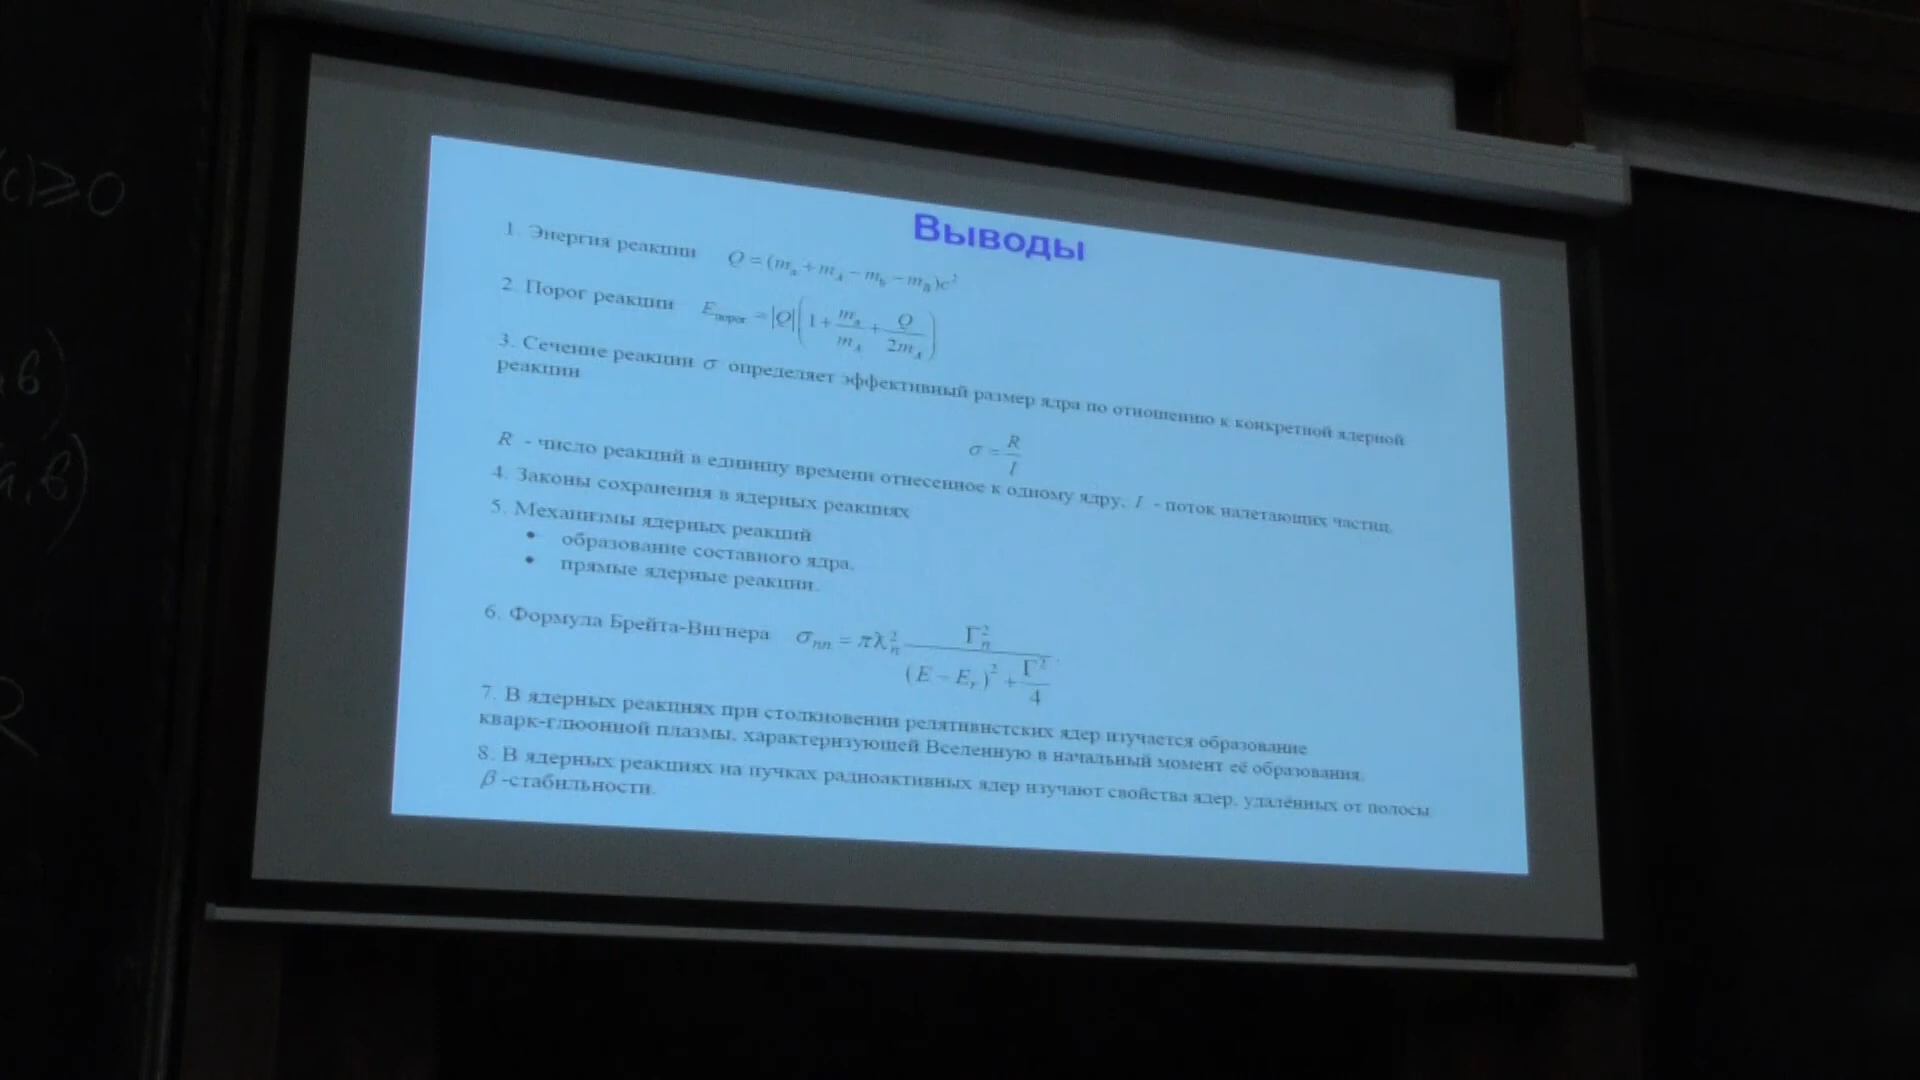 Выводы
1. Энергия реакции Q = (mₐ + m_A − m_b − m_B)c²
2. Порог реакции E_порог = |Q|(1 + mₐ/m_A + Q/2m_A)
3. Сечение реакции σ определяет эффективный размер ядра по отношению к конкретной ядерной
реакции
σ = R/I
R - число реакций в единицу времени отнесенное к одному ядру, I - поток налетающих частиц.
4. Законы сохранения в ядерных реакциях
5. Механизмы ядерных реакций
• образование составного ядра.
• прямые ядерные реакции.
6. Формула Брейта-Вигнера σ_nn = πƛ_n² Γ_n²/((E − E_r)² + Γ²/4).
7. В ядерных реакциях при столкновении релятивистских ядер изучается образование
кварк-глюонной плазмы, характеризующей Вселенную в начальный момент её образования.
8. В ядерных реакциях на пучках радиоактивных ядер изучают свойства ядер, удалённых от полосы
β-стабильности.
c) ⩾ 0
, в)
, в)